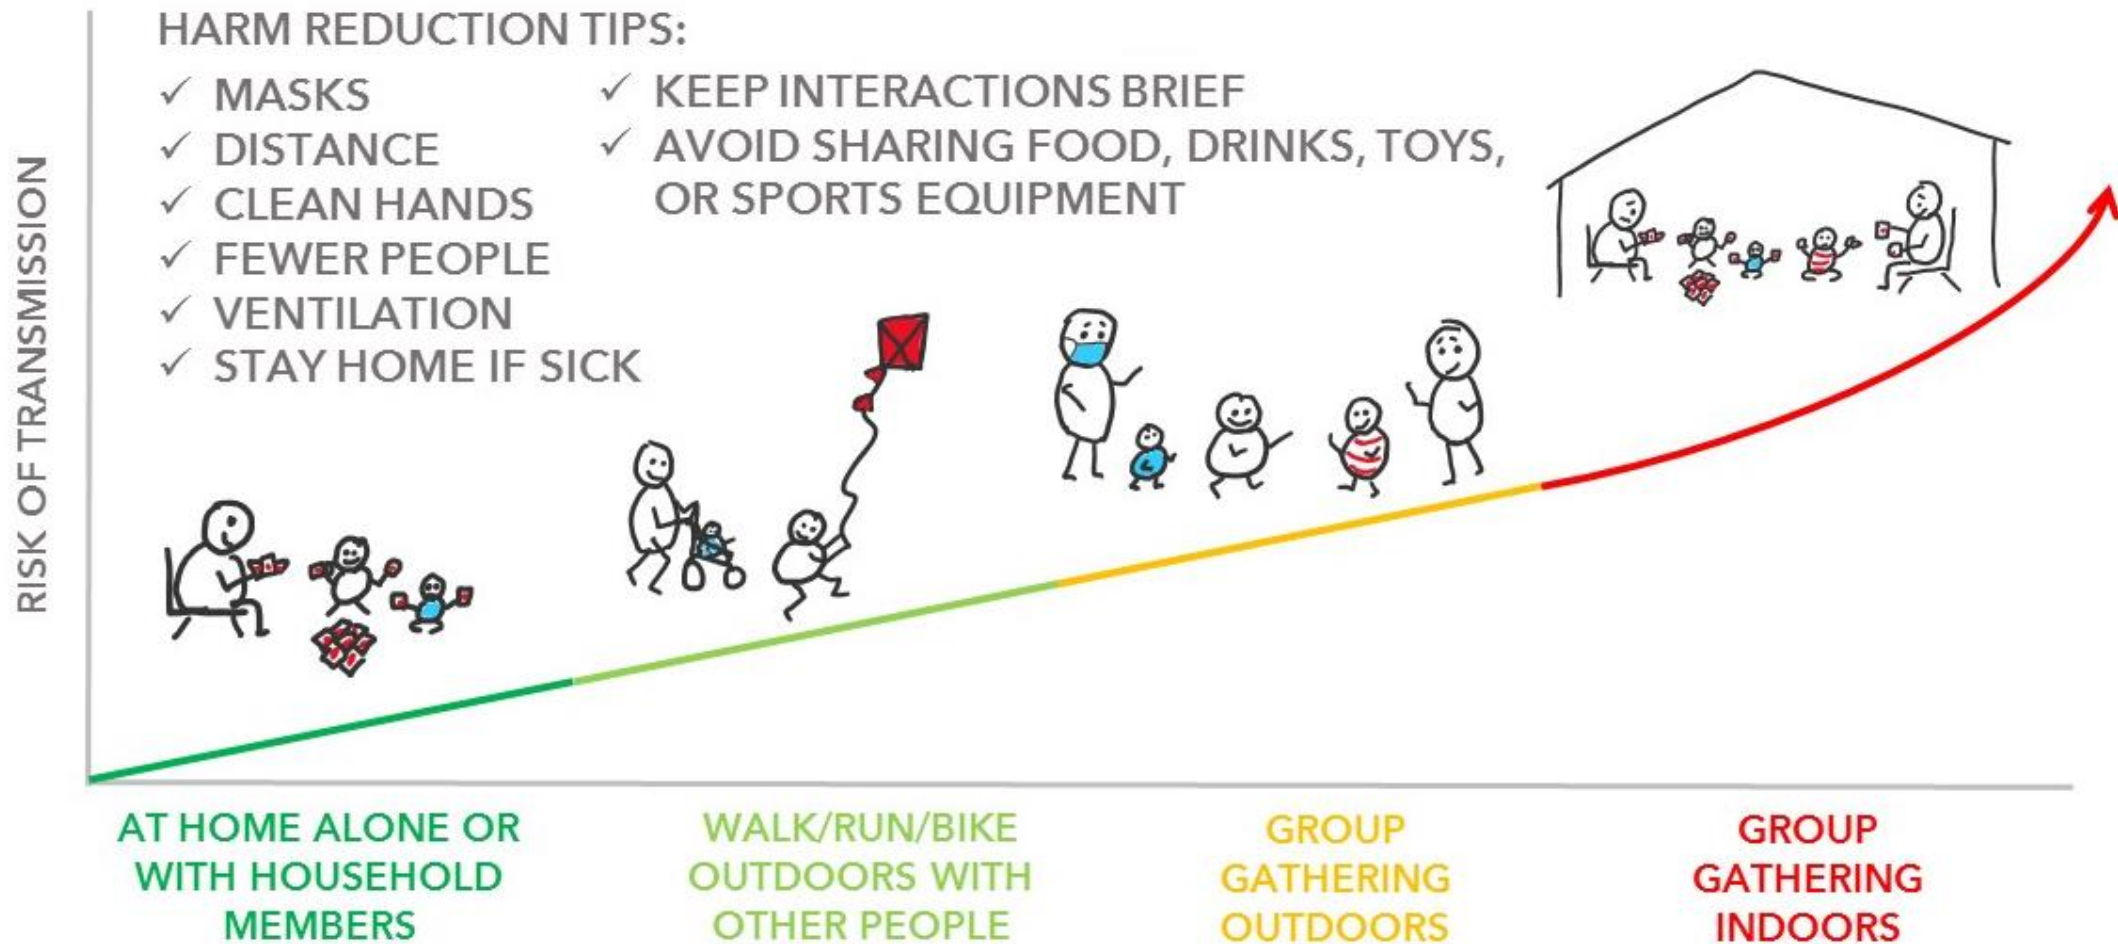 HARM REDUCTION TIPS:
✓ MASKS
✓ DISTANCE
✓ CLEAN HANDS
✓ FEWER PEOPLE
✓ VENTILATION
✓ STAY HOME IF SICK
✓ KEEP INTERACTIONS BRIEF
✓ AVOID SHARING FOOD, DRINKS, TOYS,
OR SPORTS EQUIPMENT
RISK OF TRANSMISSION
AT HOME ALONE OR
WITH HOUSEHOLD
MEMBERS
WALK/RUN/BIKE
OUTDOORS WITH
OTHER PEOPLE
GROUP
GATHERING
OUTDOORS
GROUP
GATHERING
INDOORS